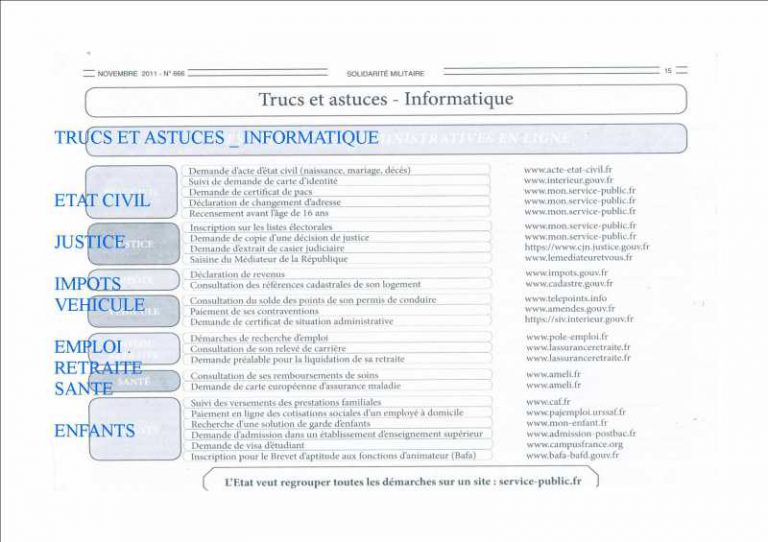 NOVEMBRE 2011 - N° 666 SOLIDARITÉ MILITAIRE 15
Trucs et astuces - Informatique
TRUCS ET ASTUCES _ INFORMATIQUE MINISTRATIVES EN LIGNE
ETAT CIVIL
Demande d'acte d'état civil (naissance, mariage, décès) www.acte-etat-civil.fr
Suivi de demande de carte d'identité www.interieur.gouv.fr
Demande de certificat de pacs www.mon.service-public.fr
Déclaration de changement d'adresse www.mon.service-public.fr
Recensement avant l'âge de 16 ans www.mon.service-public.fr
JUSTICE
Inscription sur les listes électorales www.mon.service-public.fr
Demande de copie d'une décision de justice www.mon.service-public.fr
Demande d'extrait de casier judiciaire https://www.cjn.justice.gouv.fr
Saisine du Médiateur de la République www.lemediateuretvous.fr
IMPOTS
Déclaration de revenus www.impots.gouv.fr
Consultation des références cadastrales de son logement www.cadastre.gouv.fr
VEHICULE
Consultation du solde des points de son permis de conduire www.telepoints.info
Paiement de ses contraventions www.amendes.gouv.fr
Demande de certificat de situation administrative https://siv.interieur.gouv.fr
EMPLOI .
RETRAITE
Démarches de recherche d'emploi www.pole-emploi.fr
Consultation de son relevé de carrière www.lassuranceretraite.fr
Demande préalable pour la liquidation de sa retraite www.lassuranceretraite.fr
SANTE
SANTÉ
Consultation de ses remboursements de soins www.ameli.fr
Demande de carte européenne d'assurance maladie www.ameli.fr
ENFANTS
Suivi des versements des prestations familiales www.caf.fr
Paiement en ligne des cotisations sociales d'un employé à domicile www.pajemploi.urssaf.fr
Recherche d'une solution de garde d'enfants www.mon-enfant.fr
Demande d'admission dans un établissement d'enseignement supérieur www.admission-postbac.fr
Demande de visa d'étudiant www.campusfrance.org
Inscription pour le Brevet d'aptitude aux fonctions d'animateur (Bafa) www.bafa-bafd.gouv.fr
L'Etat veut regrouper toutes les démarches sur un site : service-public.fr